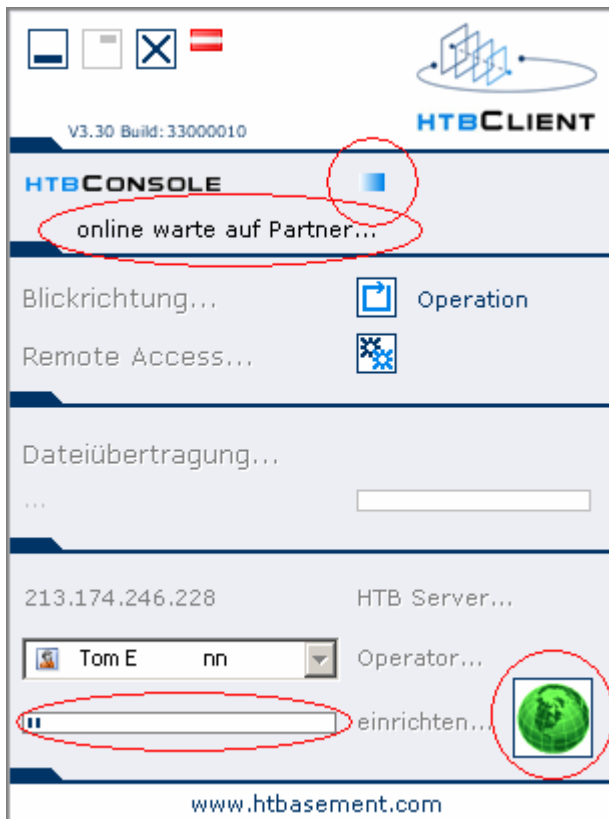 HTBCLIENT
V3.30 Build: 33000010
HTBCONSOLE
online warte auf Partner...
Blickrichtung...
Operation
Remote Access...
Dateiübertragung...
...
213.174.246.228
HTB Server...
Tom E nn
Operator...
einrichten...
www.htbasement.com